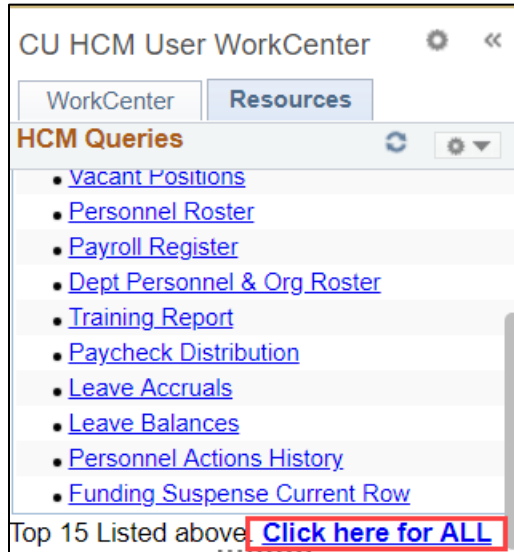 CU HCM User WorkCenter
WorkCenter
Resources
HCM Queries
Vacant Positions
Personnel Roster
Payroll Register
Dept Personnel & Org Roster
Training Report
Paycheck Distribution
Leave Accruals
Leave Balances
Personnel Actions History
Funding Suspense Current Row
Top 15 Listed above. Click here for ALL